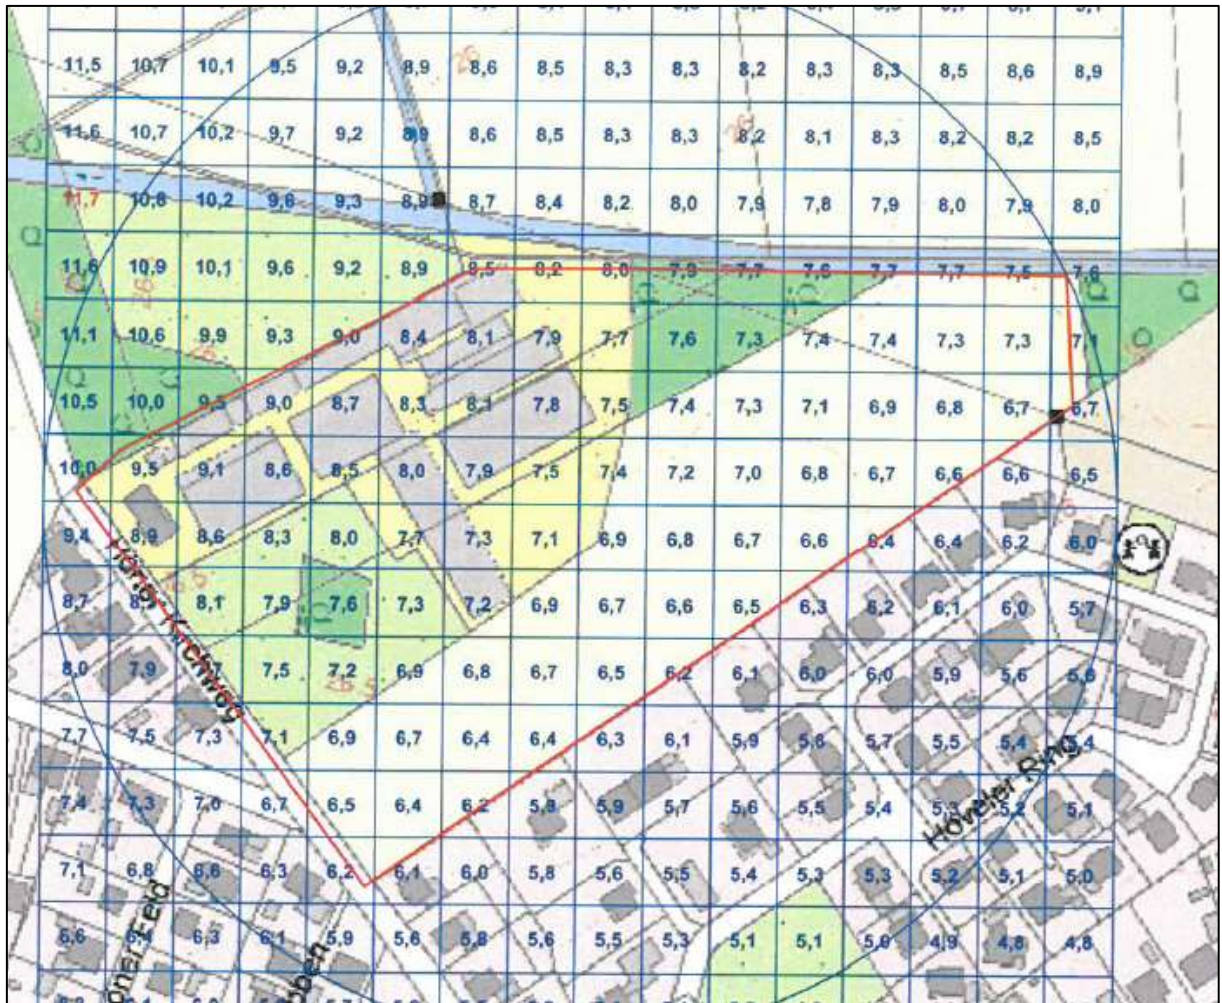 11,5 10,7 10,1 9,5 9,2 8,9 8,6 8,5 8,3 8,3 8,2 8,3 8,3 8,5 8,6 8,9
26
11,6 10,7 10,2 9,7 9,2 8,9 8,6 8,5 8,3 8,3 8,2 8,1 8,3 8,2 8,2 8,5
26
11,7 10,8 10,2 9,6 9,3 8,9 8,7 8,4 8,2 8,0 7,9 7,8 7,9 8,0 7,9 8,0
11,6 10,9 10,1 9,6 9,2 8,9 8,5 8,2 8,0 7,9 7,7 7,6 7,7 7,7 7,5 7,6
26
11,1 10,6 9,9 9,3 9,0 8,4 8,1 7,9 7,7 7,6 7,3 7,4 7,4 7,3 7,3 7,1
10,5 10,0 9,3 9,0 8,7 8,3 8,1 7,8 7,5 7,4 7,3 7,1 6,9 6,8 6,7 6,7
10,0 9,5 9,1 8,6 8,5 8,0 7,9 7,5 7,4 7,2 7,0 6,8 6,7 6,6 6,6 6,5
9,4 8,9 8,6 8,3 8,0 7,7 7,3 7,1 6,9 6,8 6,7 6,6 6,4 6,4 6,2 6,0
26.5
8,7 8,1 7,9 7,6 7,3 7,2 6,9 6,7 6,6 6,5 6,3 6,2 6,1 6,0 5,7
Kirchweg
8,0 7,9 7,5 7,2 6,9 6,8 6,7 6,5 6,2 6,1 6,0 6,0 5,9 5,6
26.5
7,7 7,5 7,3 7,1 6,9 6,7 6,4 6,4 6,3 6,1 5,9 5,8 5,7 5,5 5,4
7,4 7,3 7,0 6,7 6,5 6,4 6,2 5,8 5,9 5,7 5,6 5,5 5,4 5,3 5,2 5,1
Höveler Ring
7,1 6,8 6,6 6,3 6,2 6,1 6,0 5,8 5,6 5,5 5,4 5,3 5,3 5,2 5,1 5,0
6,6 6,3 6,1 5,9 5,6 5,8 5,6 5,5 5,3 5,1 5,1 5,0 4,9 4,8 4,8
Feld